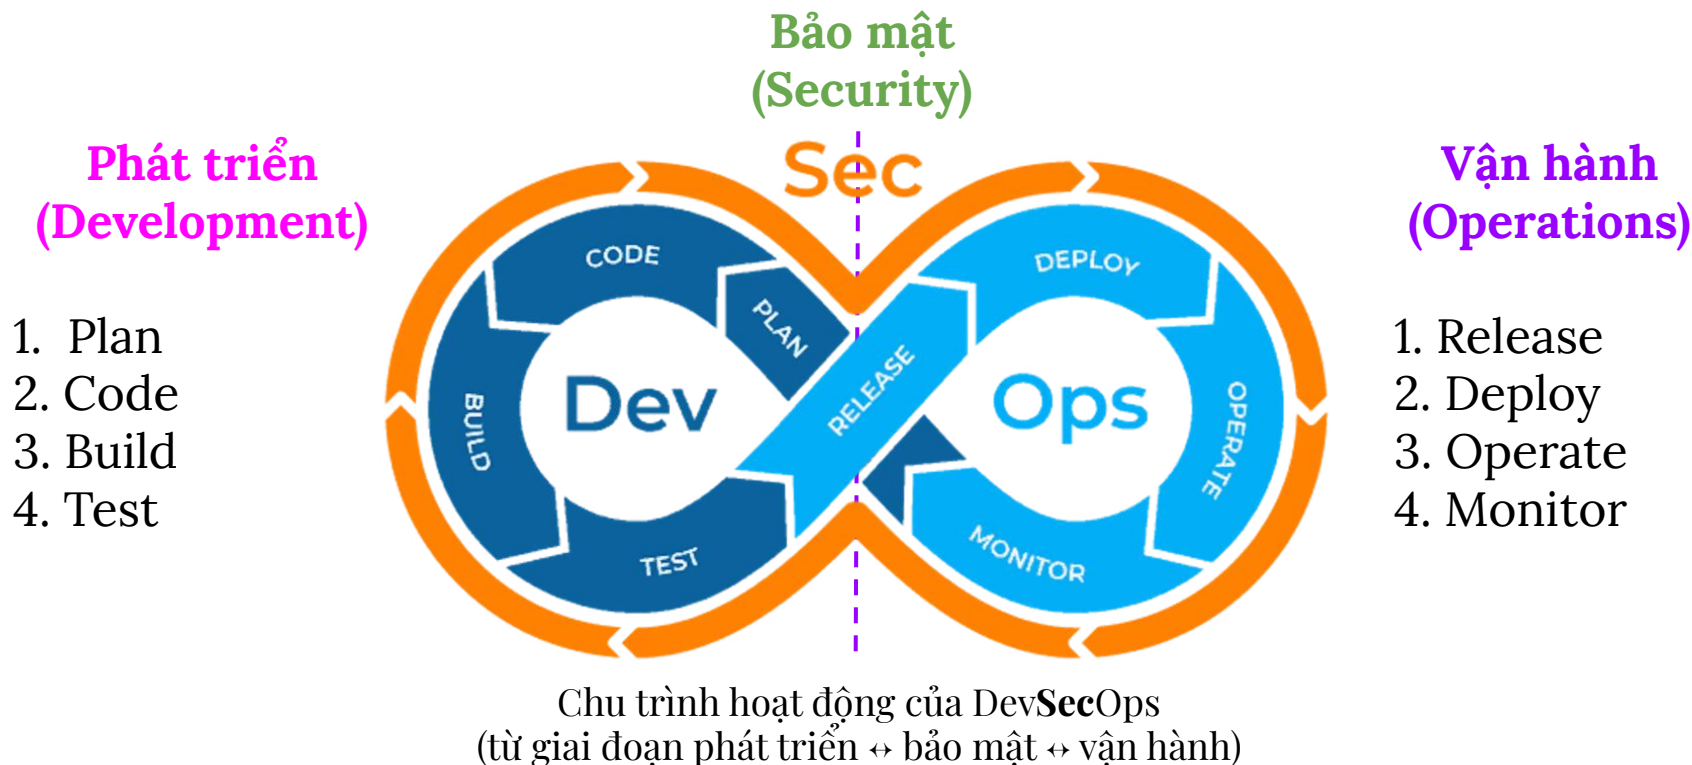 Bảo mật
(Security)
Phát triển
(Development)
1. Plan
2. Code
3. Build
4. Test
Sec
CODE
PLAN
BUILD
Dev
TEST
RELEASE
DEPLOY
Ops
OPERATE
MONITOR
Vận hành
(Operations)
1. Release
2. Deploy
3. Operate
4. Monitor
Chu trình hoạt động của DevSecOps
(từ giai đoạn phát triển ↔ bảo mật ↔ vận hành)